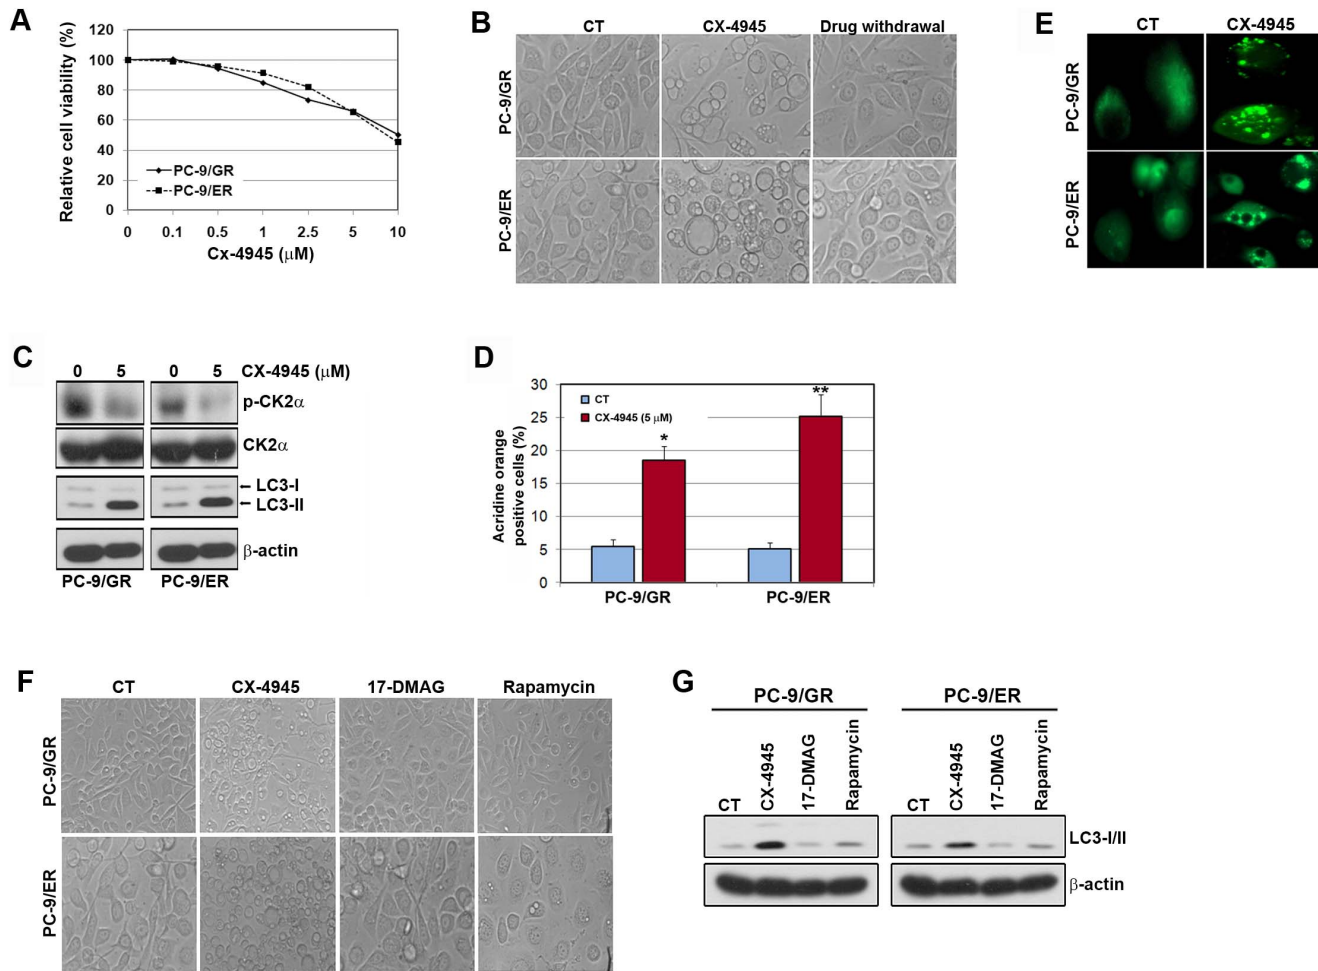 A
Relative cell viability (%)
120
100
80
60
40
20
0
PC-9/GR
PC-9/ER
0 0.1 0.5 1 2.5 5 10
Cx-4945 (μM)
B
CT CX-4945 Drug withdrawal
PC-9/GR
PC-9/ER
E
CT CX-4945
PC-9/GR
PC-9/ER
C
0 5 0 5 CX-4945 (μM)
p-CK2α
CK2α
LC3-I
LC3-II
β-actin
PC-9/GR PC-9/ER
D
Acridine orange
positive cells (%)
30
25
20
15
10
5
0
CT
CX-4945 (5 μM)
*
**
PC-9/GR PC-9/ER
F
CT CX-4945 17-DMAG Rapamycin
PC-9/GR
PC-9/ER
G
PC-9/GR PC-9/ER
CT CX-4945 17-DMAG Rapamycin CT CX-4945 17-DMAG Rapamycin
LC3-I/II
β-actin